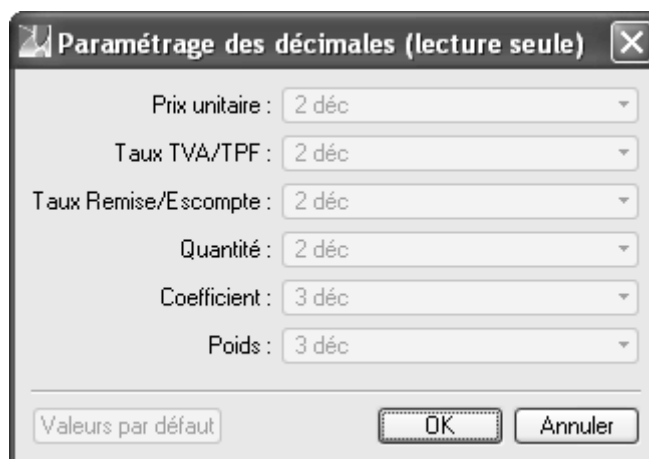 Paramétrage des décimales (lecture seule)
Prix unitaire : 2 déc
Taux TVA/TPF : 2 déc
Taux Remise/Escompte : 2 déc
Quantité : 2 déc
Coefficient : 3 déc
Poids : 3 déc
Valeurs par défaut OK Annuler